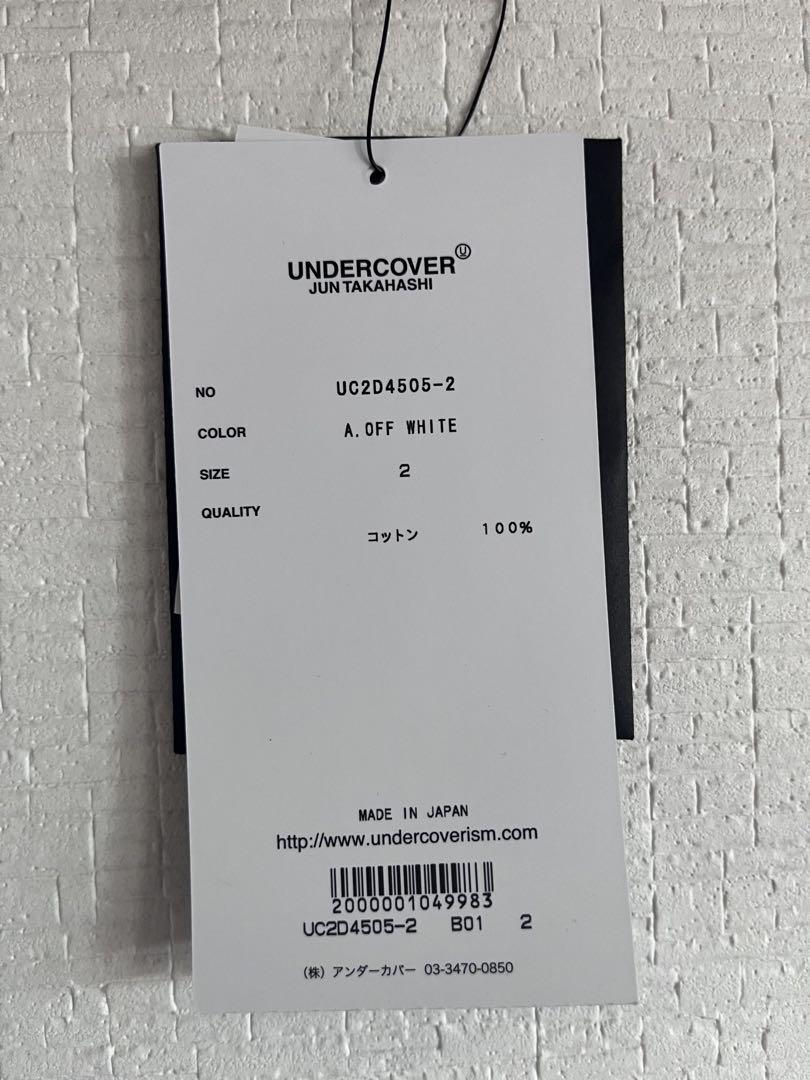 UNDERCOVER Ⓤ
JUN TAKAHASHI
NO UC2D4505-2
COLOR A.OFF WHITE
SIZE 2
QUALITY
コットン 100%
MADE IN JAPAN
http://www.undercoverism.com
2000001049983
UC2D4505-2 B01 2
(株) アンダーカバー 03-3470-0850